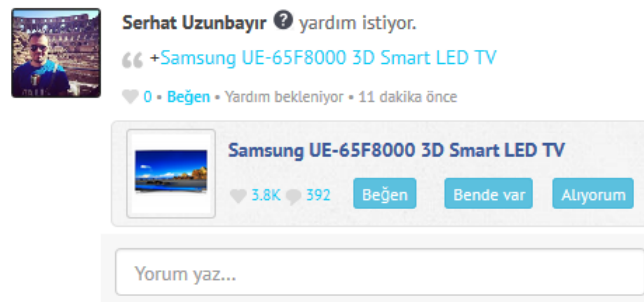 Serhat Uzunbayır ? yardım istiyor.
+Samsung UE-65F8000 3D Smart LED TV
0 • Beğen • Yardım bekleniyor • 11 dakika önce
Samsung UE-65F8000 3D Smart LED TV
3.8K 392 Beğen Bende var Alıyorum
Yorum yaz...